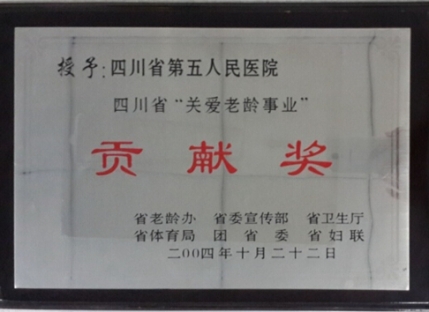 授予:四川省第五人民医院
四川省“关爱老龄事业”
贡献奖
省老龄办 省委宣传部 省卫生厅
省体育局 团省委 省妇联
二00四年十月二十二日